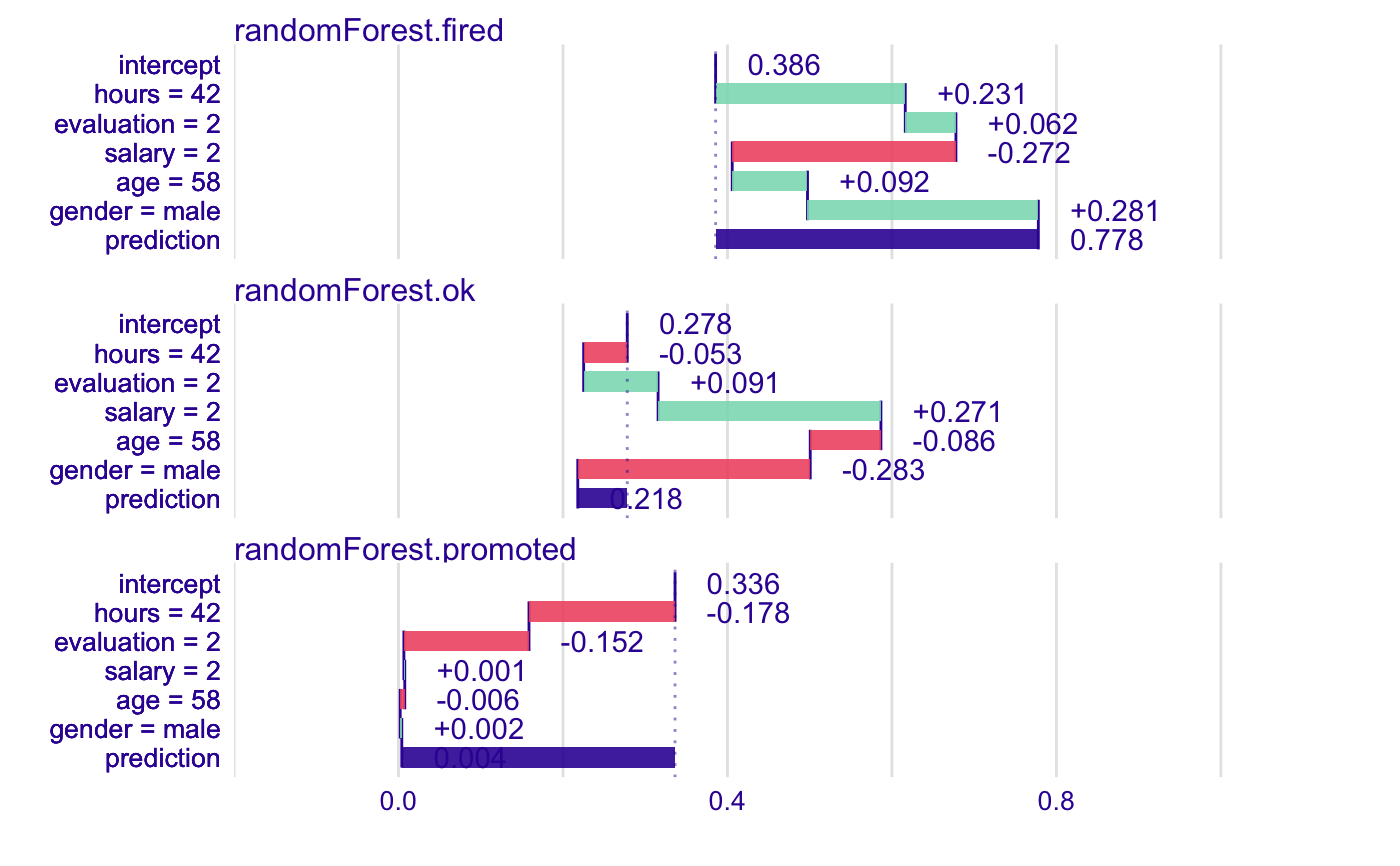 randomForest.fired
intercept 0.386
hours = 42 +0.231
evaluation = 2 +0.062
salary = 2 -0.272
age = 58 +0.092
gender = male +0.281
prediction 0.778
randomForest.ok
intercept 0.278
hours = 42 -0.053
evaluation = 2 +0.091
salary = 2 +0.271
age = 58 -0.086
gender = male -0.283
prediction 0.218
randomForest.promoted
intercept 0.336
hours = 42 -0.178
evaluation = 2 -0.152
salary = 2 +0.001
age = 58 -0.006
gender = male +0.002
prediction 0.004
0.0 0.4 0.8